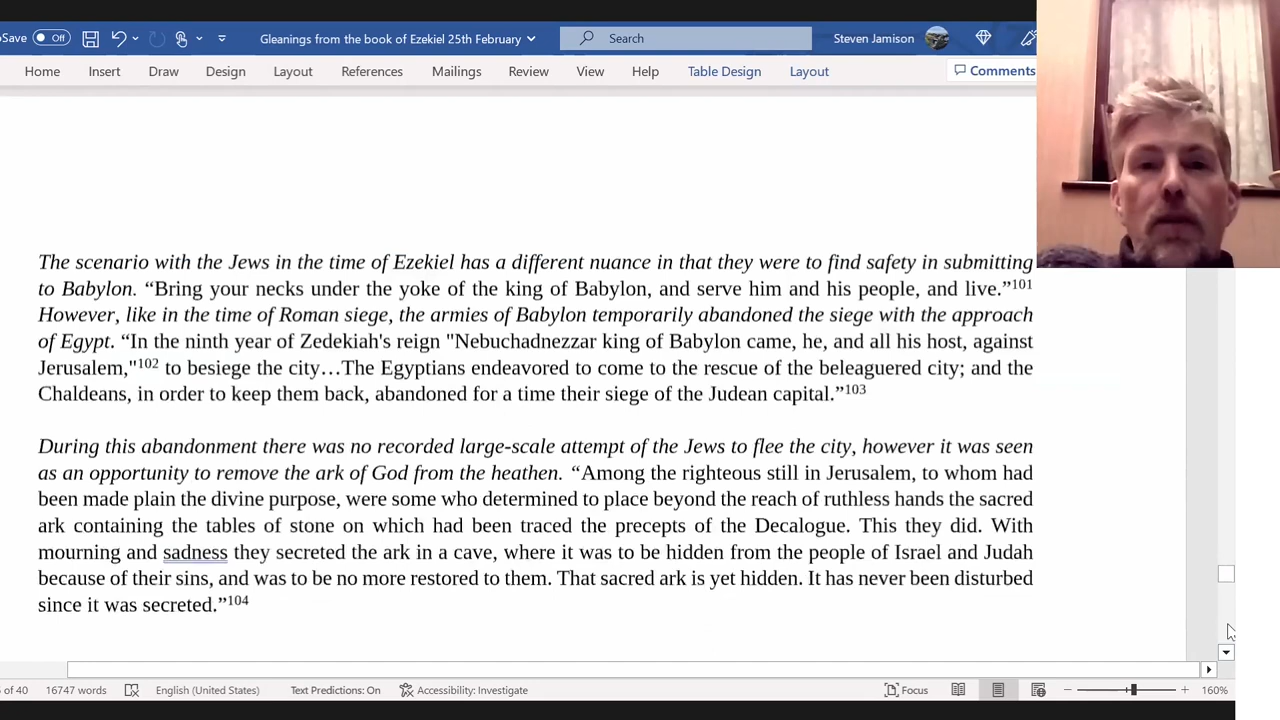 Save Off Gleanings from the book of Ezekiel 25th February Search Steven Jamison
Home Insert Draw Design Layout References Mailings Review View Help Table Design Layout Comments
The scenario with the Jews in the time of Ezekiel has a different nuance in that they were to find safety in submitting
to Babylon. “Bring your necks under the yoke of the king of Babylon, and serve him and his people, and live.”101
However, like in the time of Roman siege, the armies of Babylon temporarily abandoned the siege with the approach
of Egypt. “In the ninth year of Zedekiah's reign "Nebuchadnezzar king of Babylon came, he, and all his host, against
Jerusalem,"102 to besiege the city…The Egyptians endeavored to come to the rescue of the beleaguered city; and the
Chaldeans, in order to keep them back, abandoned for a time their siege of the Judean capital.”103
During this abandonment there was no recorded large-scale attempt of the Jews to flee the city, however it was seen
as an opportunity to remove the ark of God from the heathen. “Among the righteous still in Jerusalem, to whom had
been made plain the divine purpose, were some who determined to place beyond the reach of ruthless hands the sacred
ark containing the tables of stone on which had been traced the precepts of the Decalogue. This they did. With
mourning and sadness they secreted the ark in a cave, where it was to be hidden from the people of Israel and Judah
because of their sins, and was to be no more restored to them. That sacred ark is yet hidden. It has never been disturbed
since it was secreted.”104
of 40 16747 words English (United States) Text Predictions: On Accessibility: Investigate Focus 160%